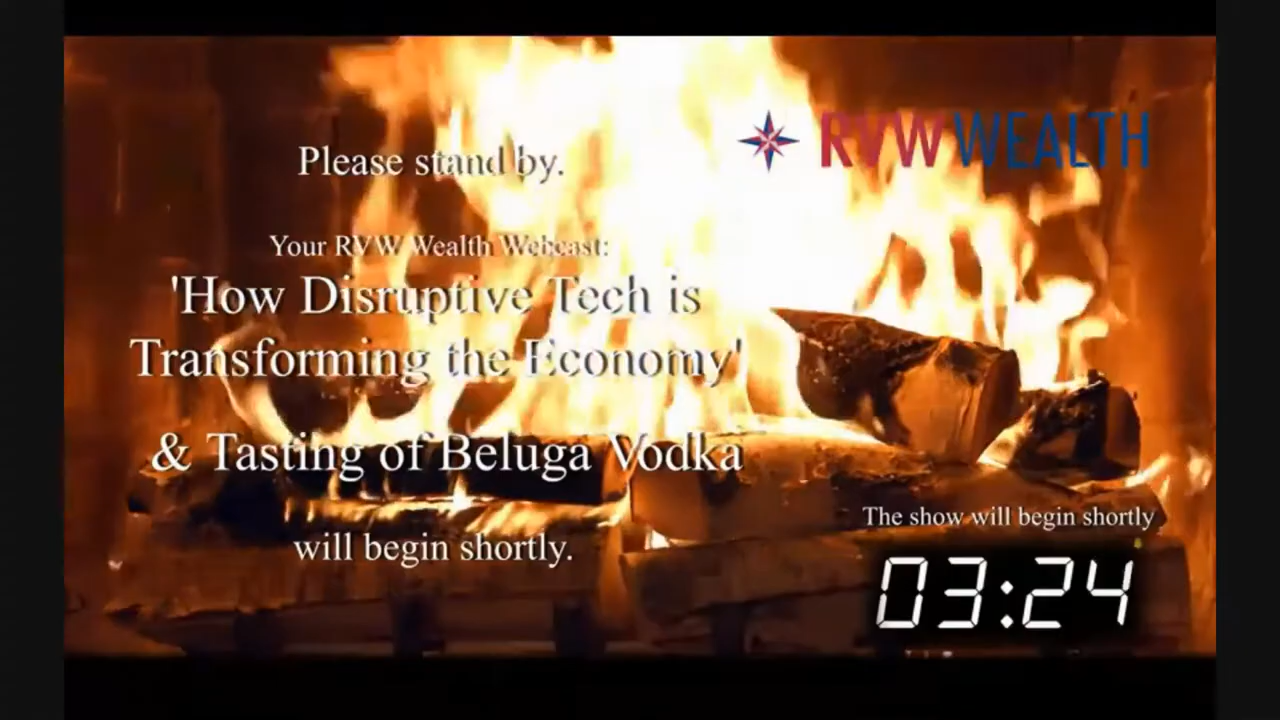 Please stand by.
RVW WEALTH
Your RVW Wealth Webcast:
'How Disruptive Tech is
Transforming the Economy'
& Tasting of Beluga Vodka
will begin shortly.
The show will begin shortly
03:24